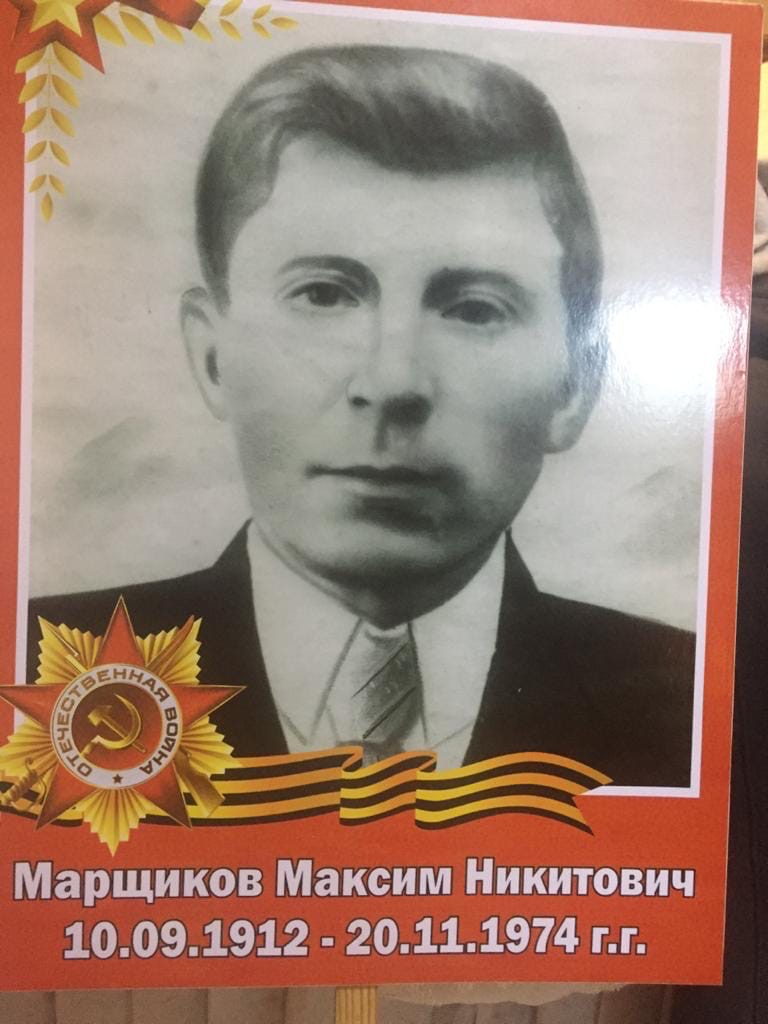 ОТЕЧЕСТВЕННАЯ ВОЙНА
Марщиков Максим Никитович
10.09.1912 - 20.11.1974 г.г.